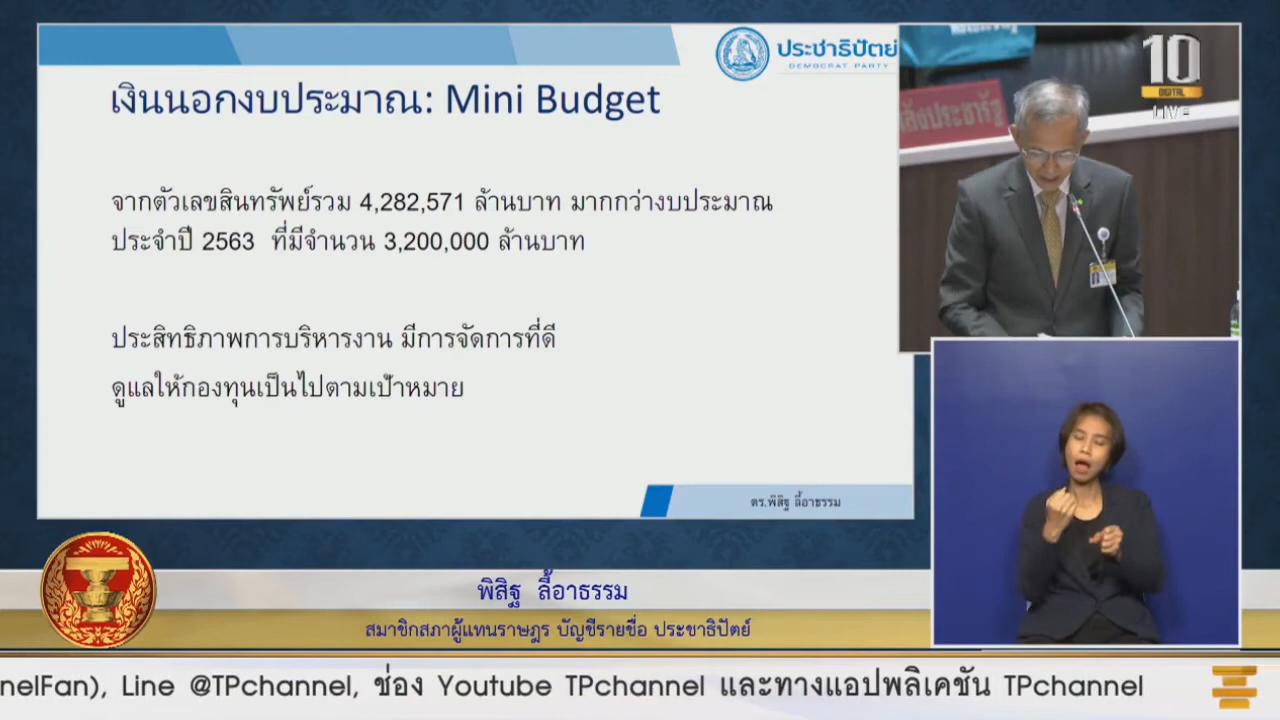 ประชาธิปัตย์
DEMOCRAT PARTY
เงินนอกงบประมาณ: Mini Budget
จากตัวเลขสินทรัพย์รวม 4,282,571 ล้านบาท มากกว่างบประมาณ
ประจำปี 2563 ที่มีจำนวน 3,200,000 ล้านบาท
ประสิทธิภาพการบริหารงาน มีการจัดการที่ดี
ดูแลให้กองทุนเป็นไปตามเป้าหมาย
ดร.พิสิฐ ลี้อาธรรม
10
DIGITAL
LIVE
ลังประชารัฐ
พิสิฐ ลี้อาธรรม
สมาชิกสภาผู้แทนราษฎร บัญชีรายชื่อ ประชาธิปัตย์
nelFan), Line @TPchannel, ช่อง Youtube TPchannel และทางแอปพลิเคชัน TPchannel